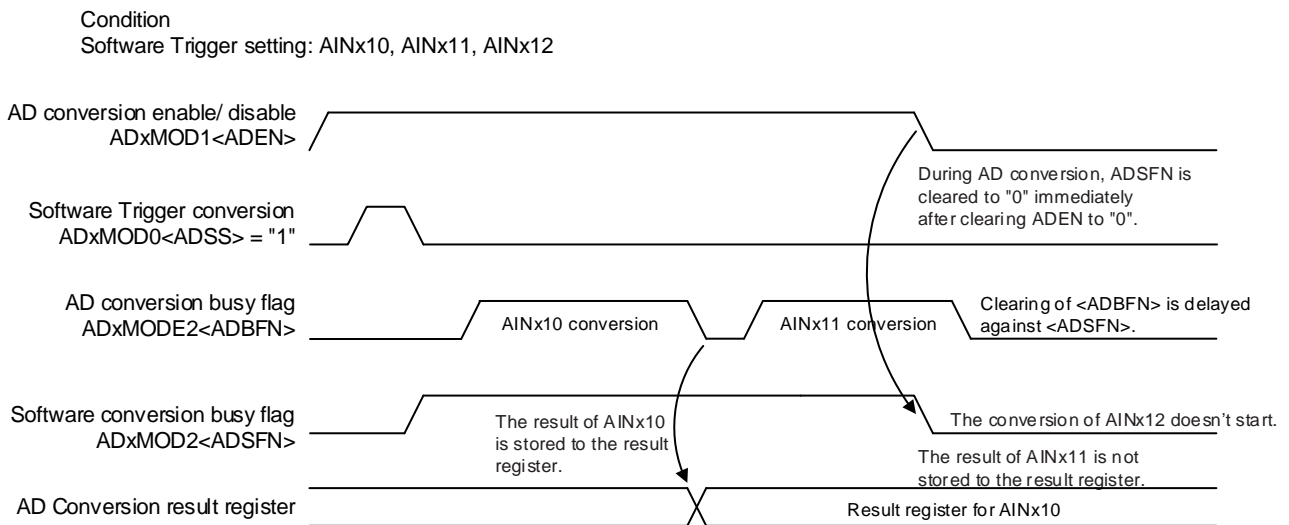 Condition
Software Trigger setting: AINx10, AINx11, AINx12
AD conversion enable/ disable
ADxMOD1<ADEN>
During AD conversion, ADSFN is
cleared to "0" immediately
after clearing ADEN to "0".
Software Trigger conversion
ADxMOD0<ADSS> = "1"
AD conversion busy flag
ADxMODE2<ADBFN>
AINx10 conversion
AINx11 conversion
Clearing of <ADBFN> is delayed
against <ADSFN>.
Software conversion busy flag
ADxMOD2<ADSFN>
The result of AINx10
is stored to the result
register.
The conversion of AINx12 doesn't start.
The result of AINx11 is not
stored to the result register.
AD Conversion result register
Result register for AINx10